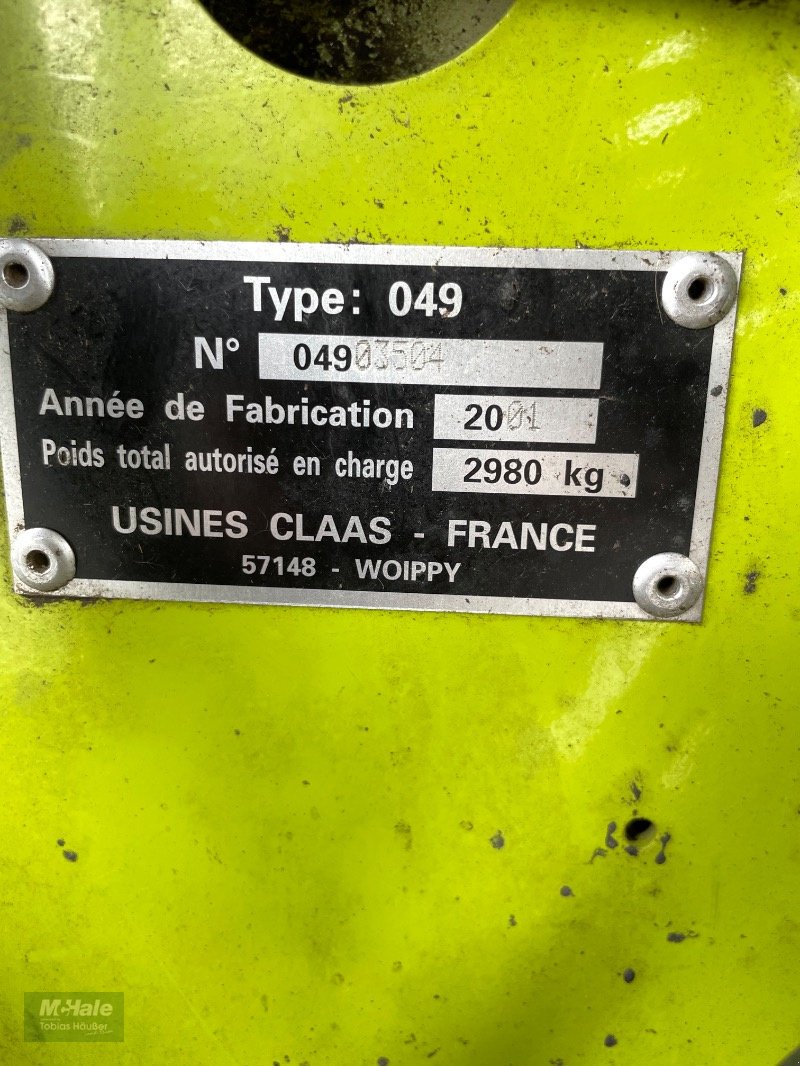 Type: 049
N° 04903504
Année de Fabrication 2001
Poids total autorisé en charge 2980 kg
USINES CLAAS - FRANCE
57148 - WOIPPY
McHale
Tobias Häußer